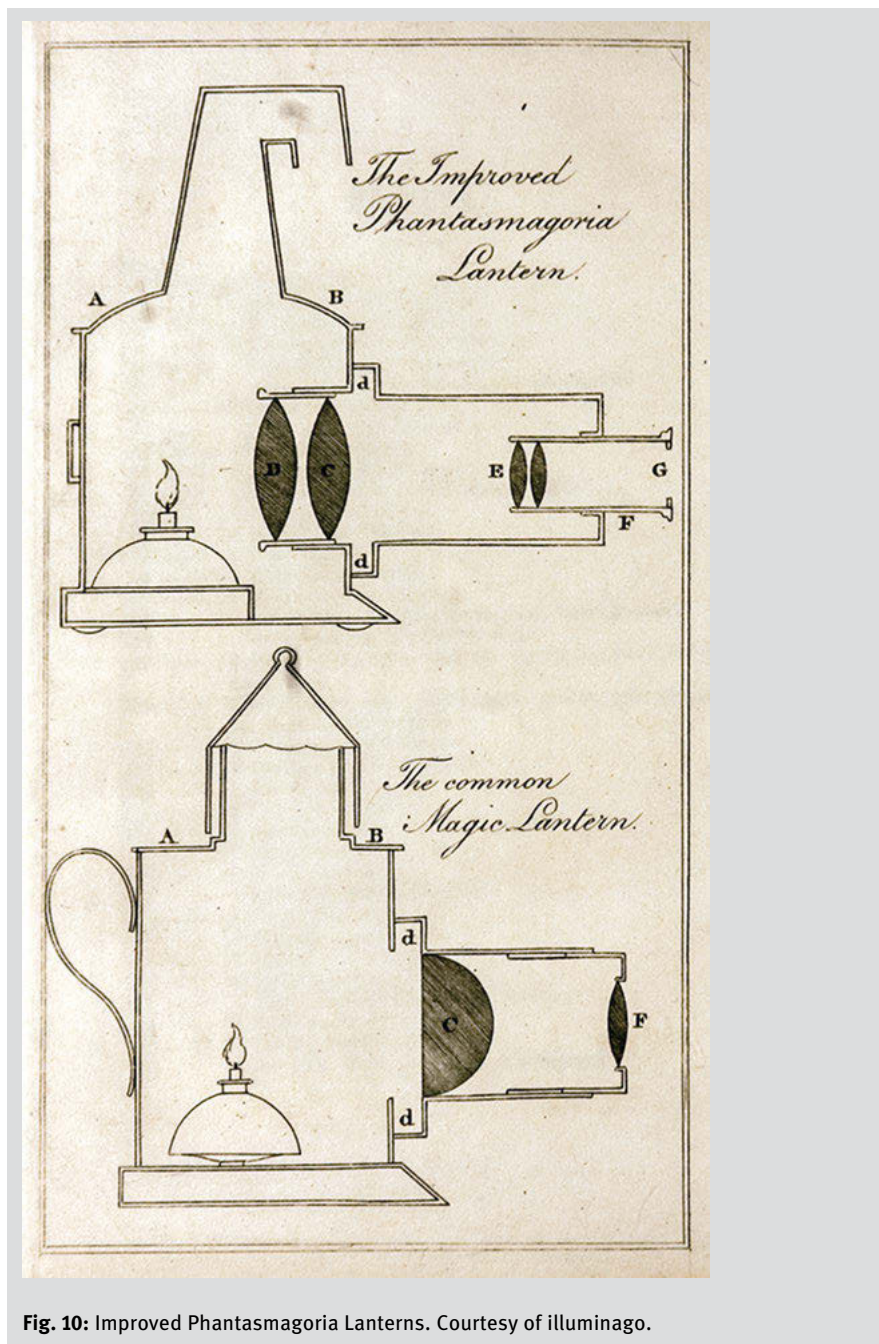 The Improved
Phantasmagoria
Lantern.
A
B
d
B
C
E
G
F
d
The common
Magic Lantern.
A
B
d
C
F
d
Fig. 10: Improved Phantasmagoria Lanterns. Courtesy of illuminago.